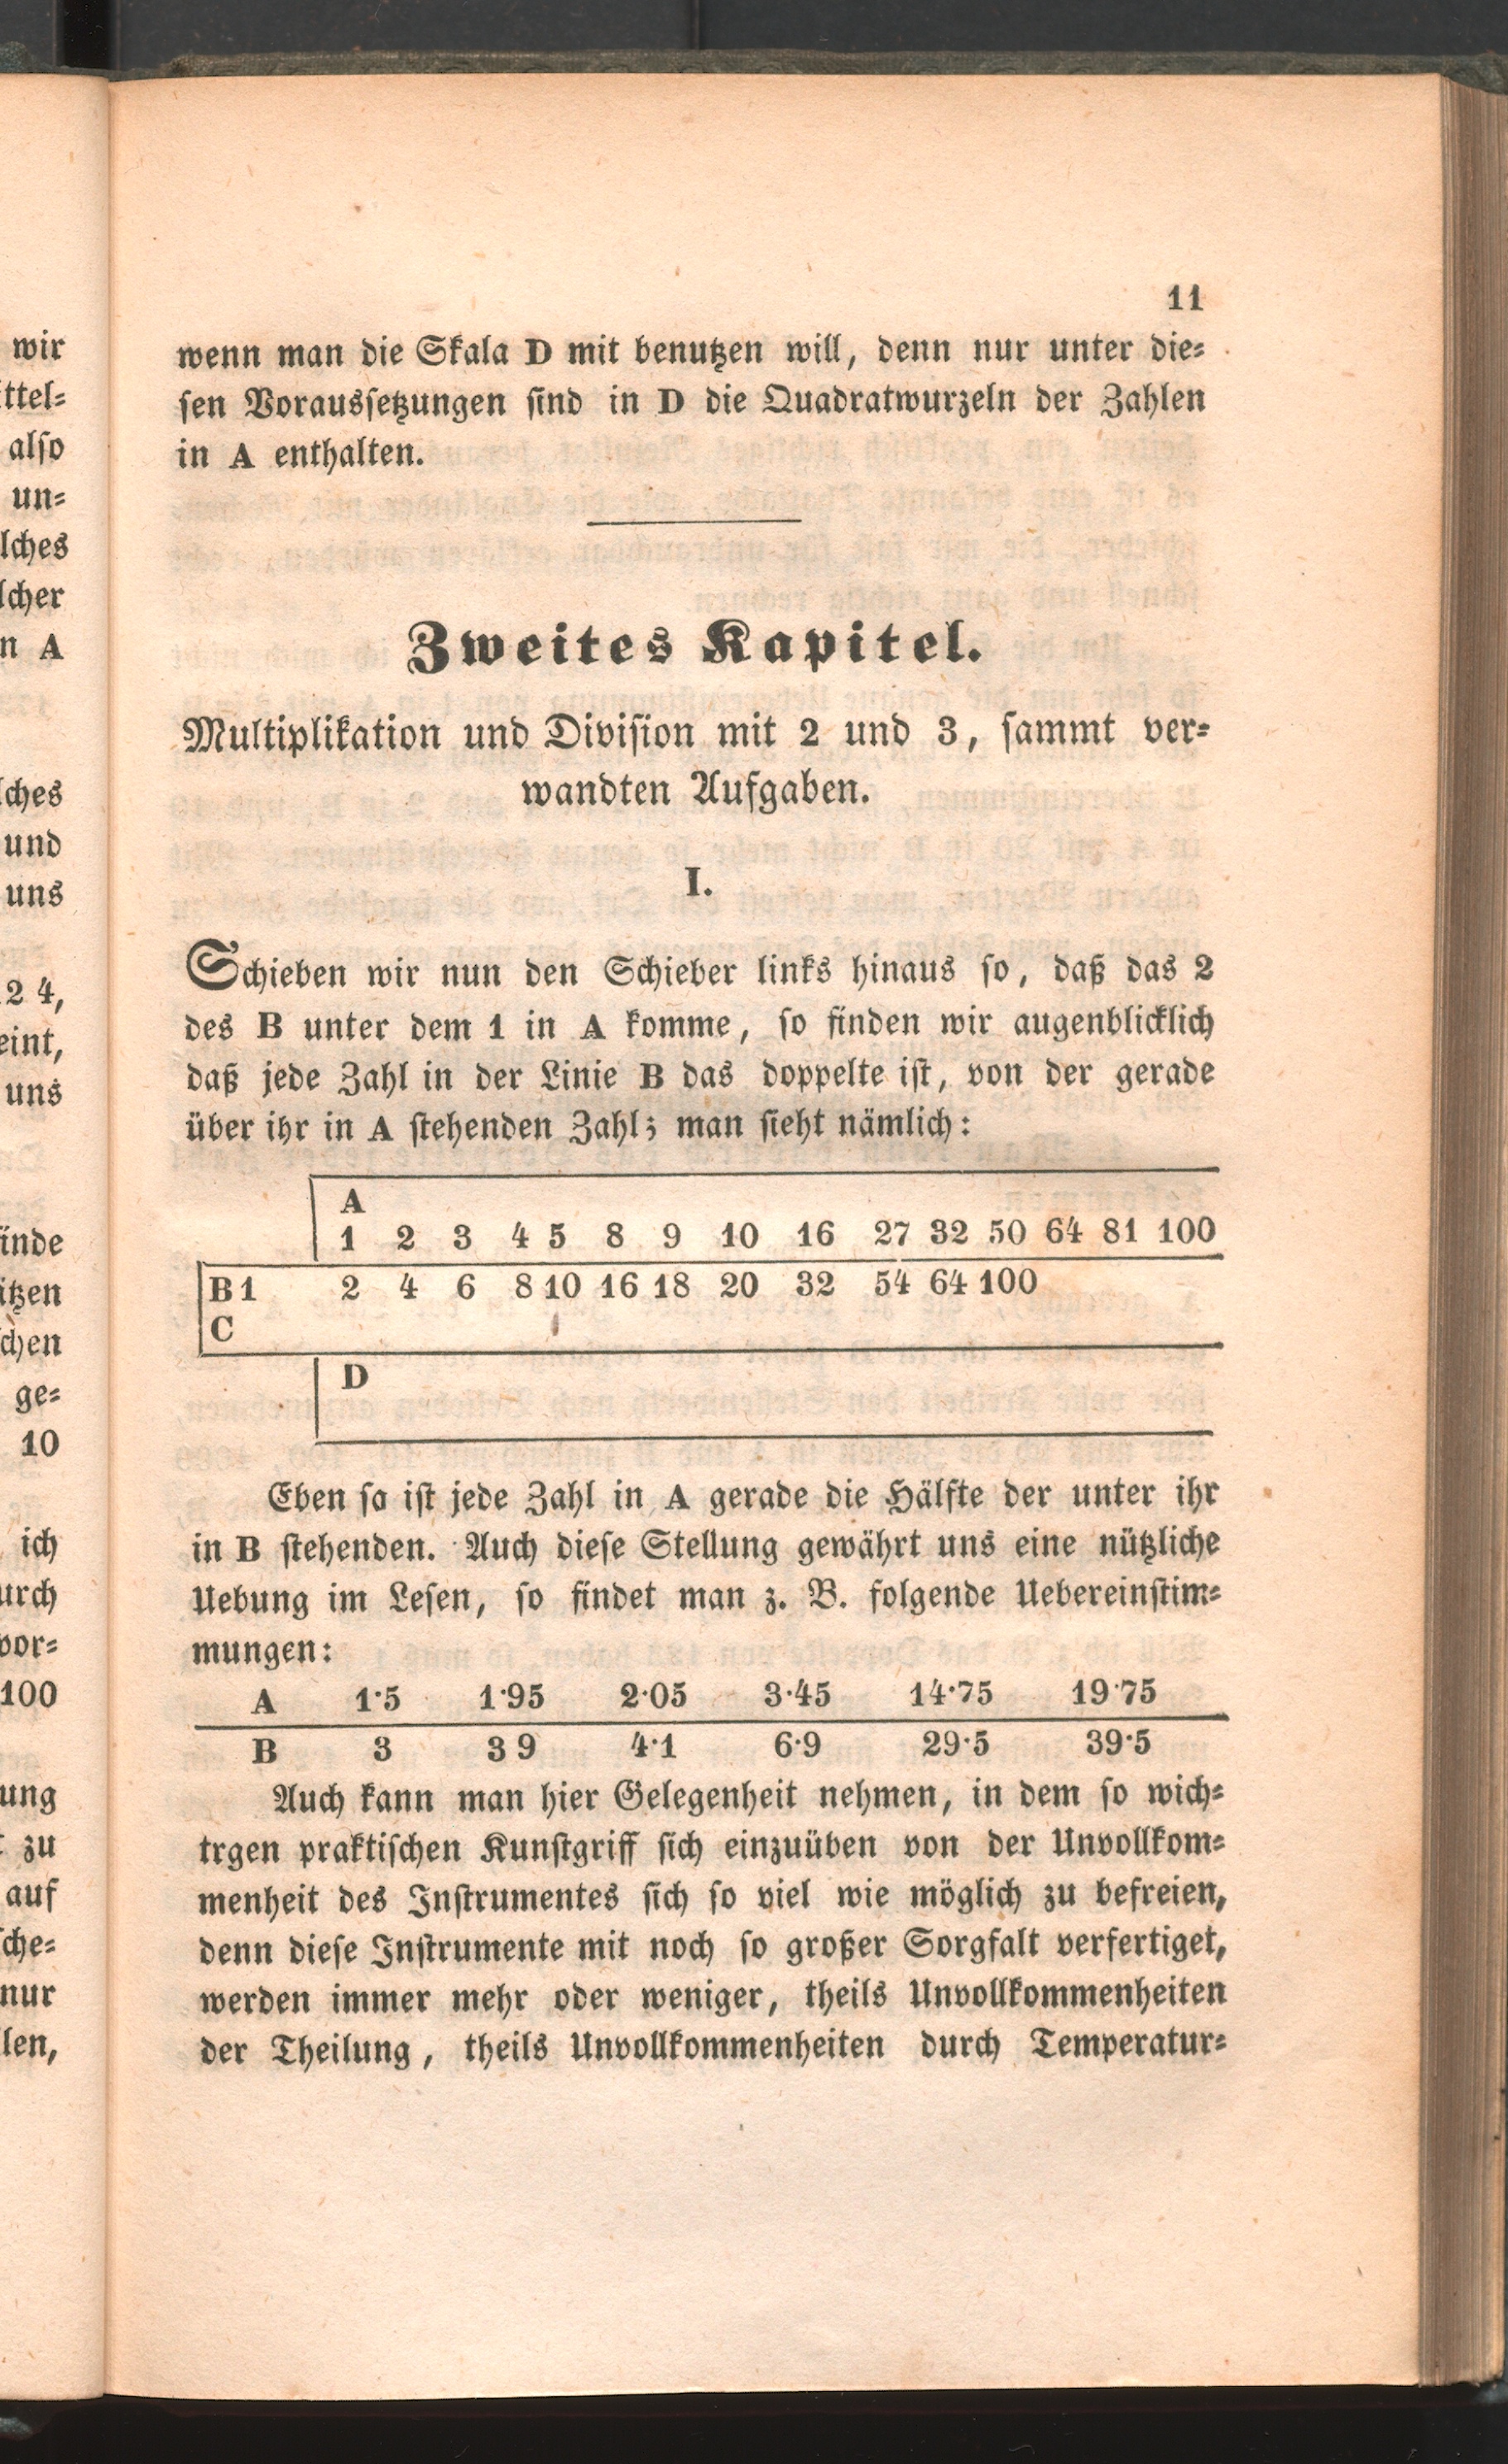 11
wenn man die Skala D mit benutzen will, denn nur unter die=
sen Voraussetzungen sind in D die Quadratwurzeln der Zahlen
in A enthalten.
Zweites Kapitel.
Multiplikation und Division mit 2 und 3, sammt ver=
wandten Aufgaben.
I.
Schieben wir nun den Schieber links hinaus so, daß das 2
des B unter dem 1 in A komme, so finden wir augenblicklich
daß jede Zahl in der Linie B das doppelte ist, von der gerade
über ihr in A stehenden Zahl; man sieht nämlich:
A
1 2 3 4 5 8 9 10 16 27 32 50 64 81 100
B 1 2 4 6 8 10 16 18 20 32 54 64 100
C
D
Eben so ist jede Zahl in A gerade die Hälfte der unter ihr
in B stehenden. Auch diese Stellung gewährt uns eine nützliche
Uebung im Lesen, so findet man z. B. folgende Uebereinstim=
mungen:
A 1·5 1·95 2·05 3·45 14·75 19·75
B 3 3 9 4·1 6·9 29·5 39·5
Auch kann man hier Gelegenheit nehmen, in dem so wich=
trgen praktischen Kunstgriff sich einzuüben von der Unvollkom=
menheit des Instrumentes sich so viel wie möglich zu befreien,
denn diese Instrumente mit noch so großer Sorgfalt verfertiget,
werden immer mehr oder weniger, theils Unvollkommenheiten
der Theilung, theils Unvollkommenheiten durch Temperatur=